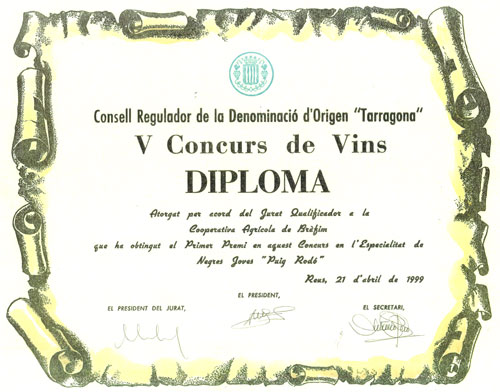 Consell Regulador de la Denominació d'Origen "Tarragona"
V Concurs de Vins
DIPLOMA
Atorgat per acord del Jurat Qualificador a la
Cooperativa Agrícola de Bràfim
que ha obtingut el Primer Premi en aquest Concurs en l'Especialitat de
Negres Joves "Puig Rodó"
Reus, 21 d'abril de 1999
EL PRESIDENT DEL JURAT,
EL PRESIDENT,
EL SECRETARI,